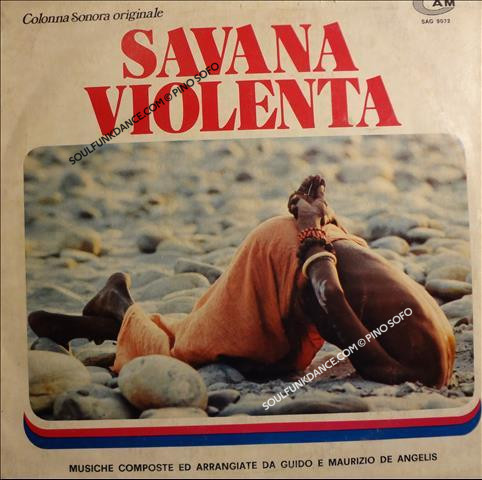 Colonna Sonora originale
CAM
SAG 9072
SAVANA
VIOLENTA
SOULFUNKDANCE.COM © PINO SOFO
SOULFUNKDANCE.COM © PINO SOFO
MUSICHE COMPOSTE ED ARRANGIATE DA GUIDO E MAURIZIO DE ANGELIS